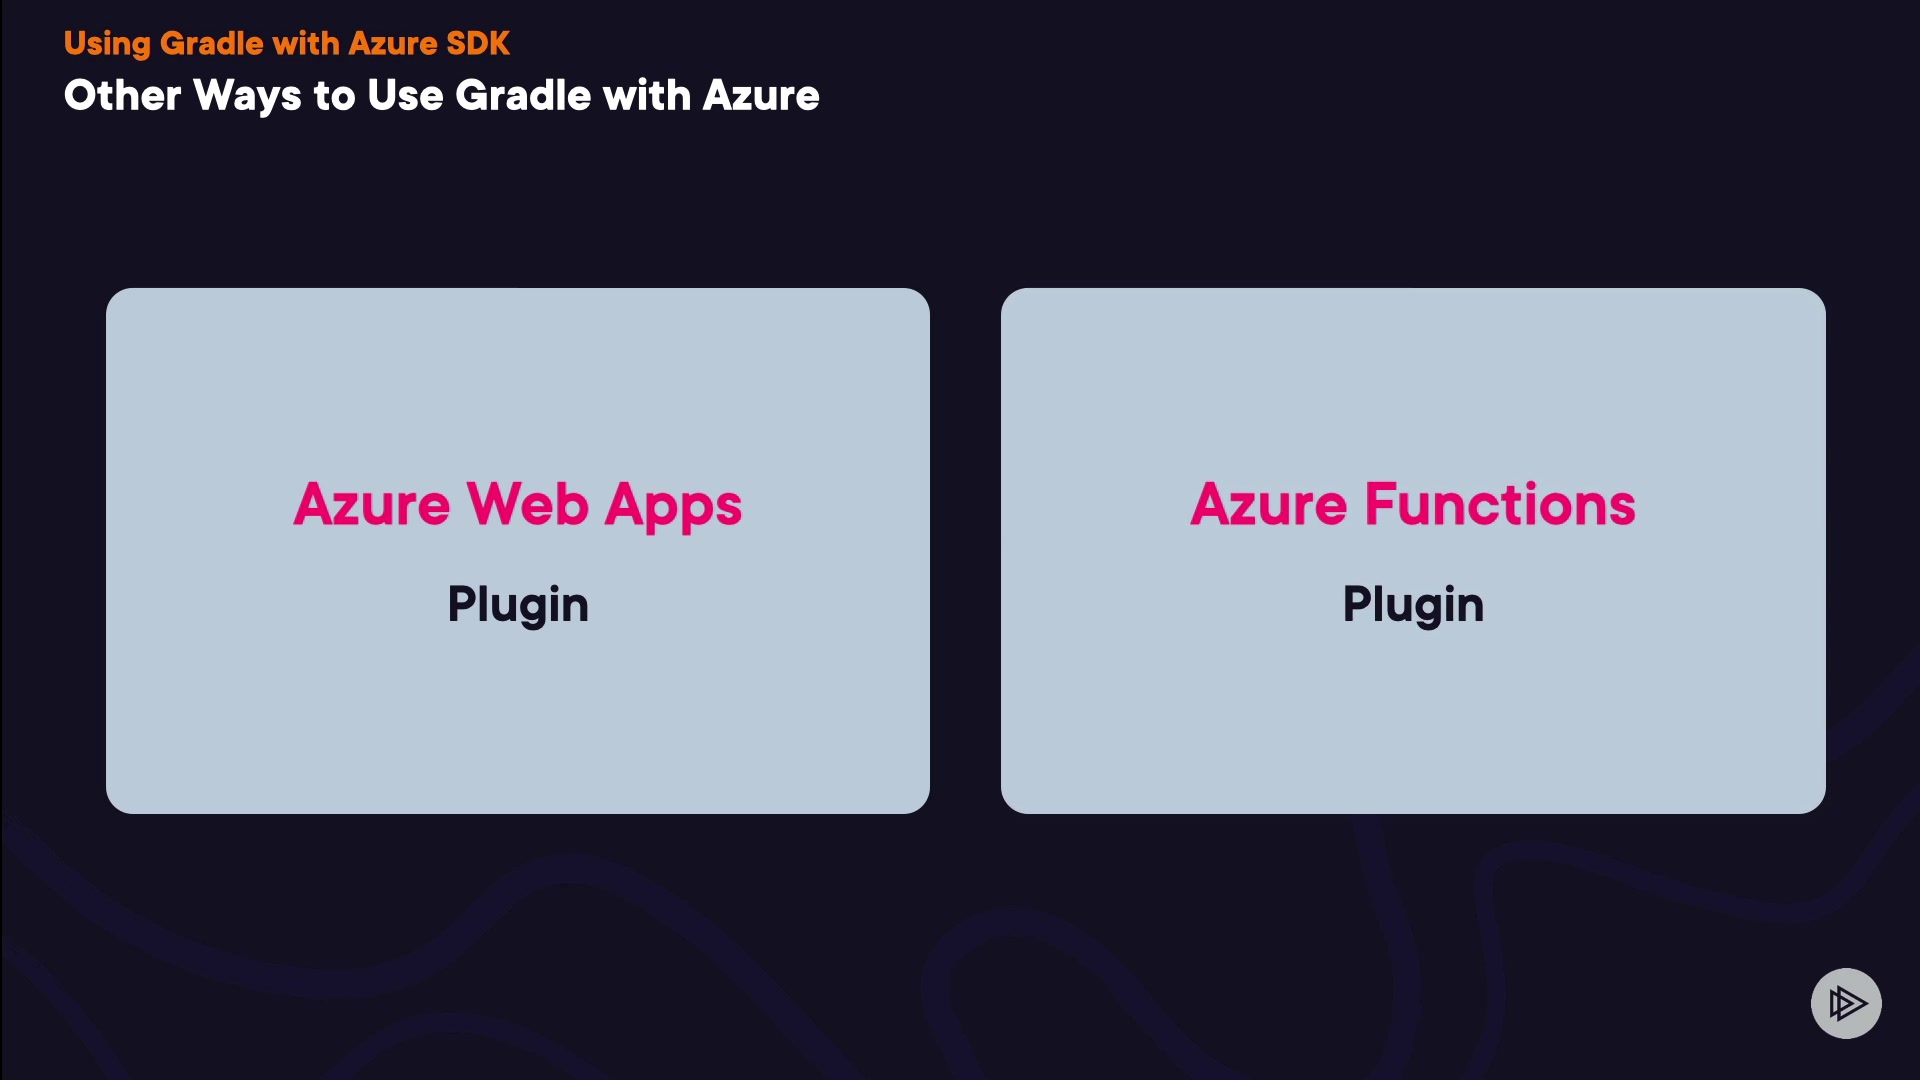 Using Gradle with Azure SDK
Other Ways to Use Gradle with Azure
Azure Web Apps
Plugin
Azure Functions
Plugin